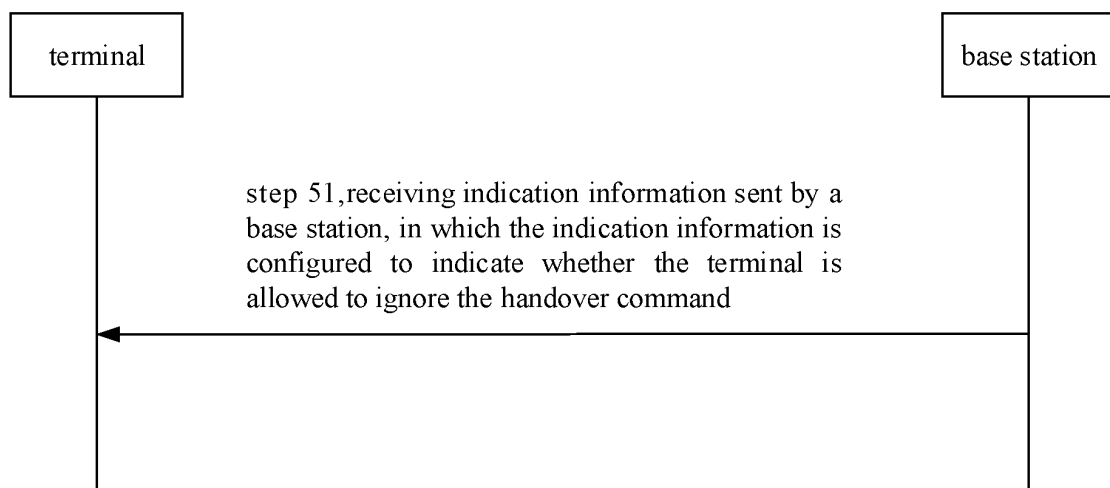 terminal
base station
step 51,receiving indication information sent by a
base station, in which the indication information is
configured to indicate whether the terminal is
allowed to ignore the handover command